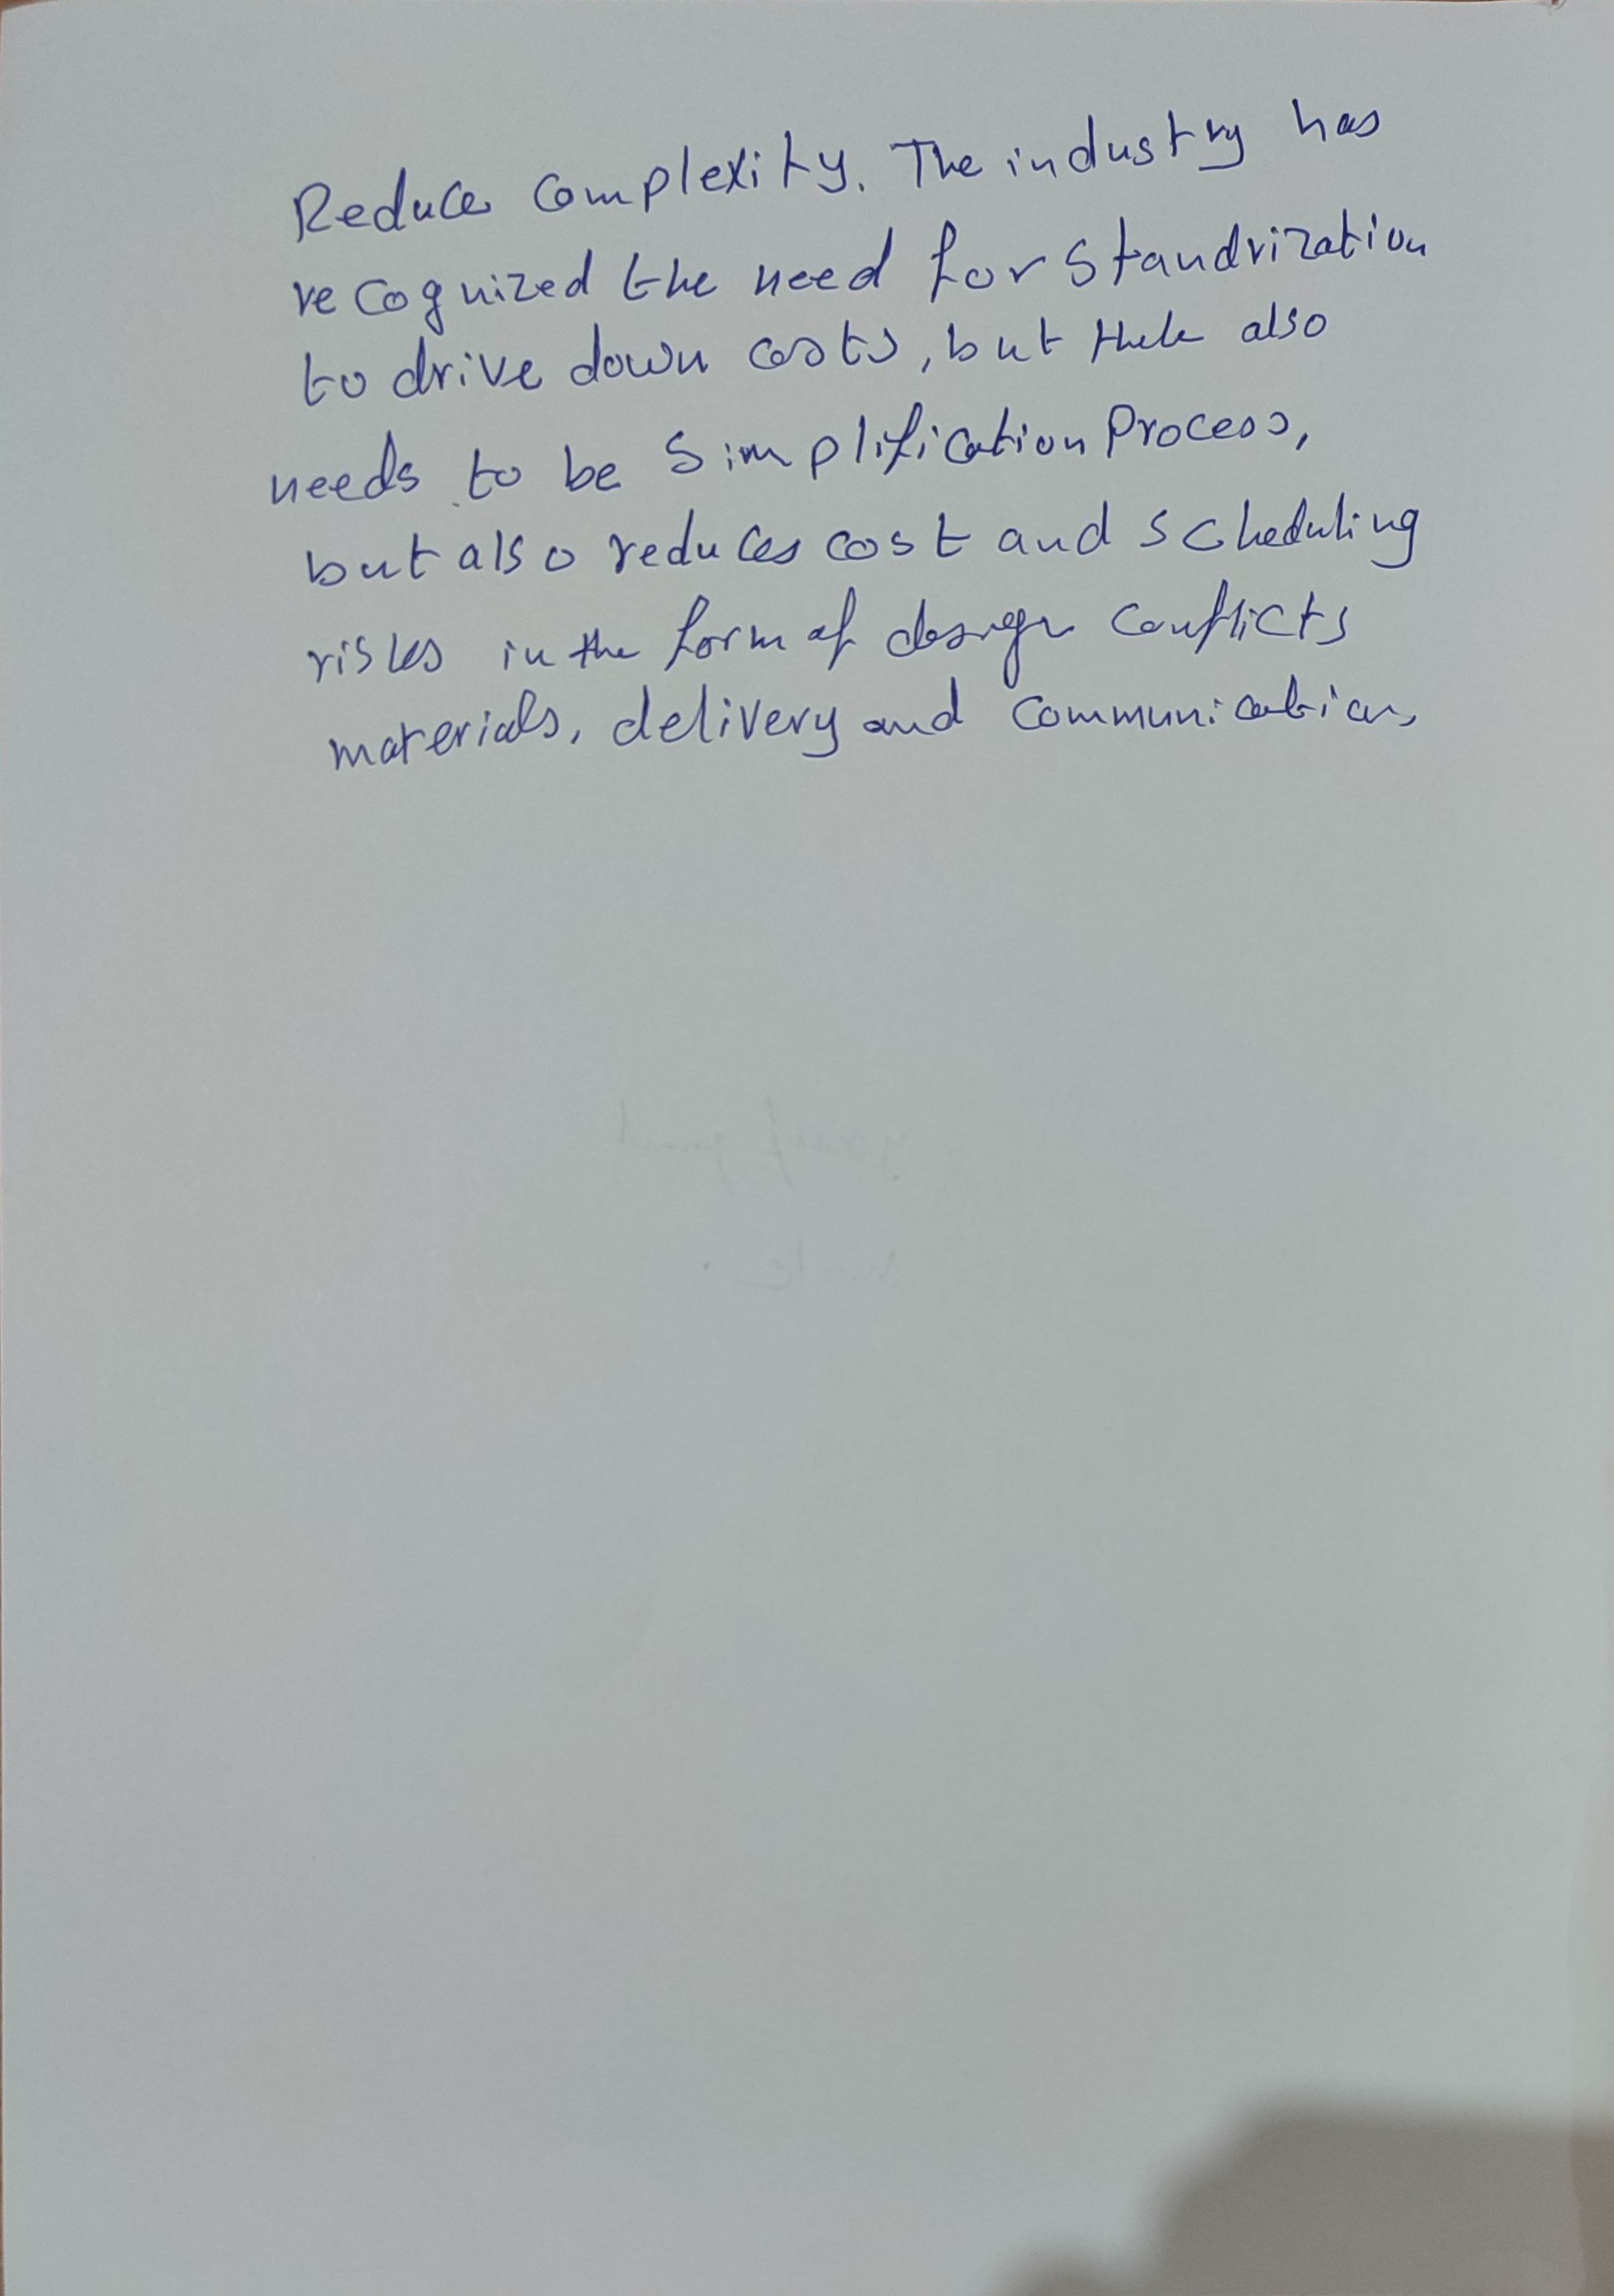 Reduce complexity. The industry has
recognized the need for standrization
to drive down costs, but there also
needs to be simplification Process,
but also reduces cost and scheduling
risks in the form of design conflicts
materials, delivery and communication,